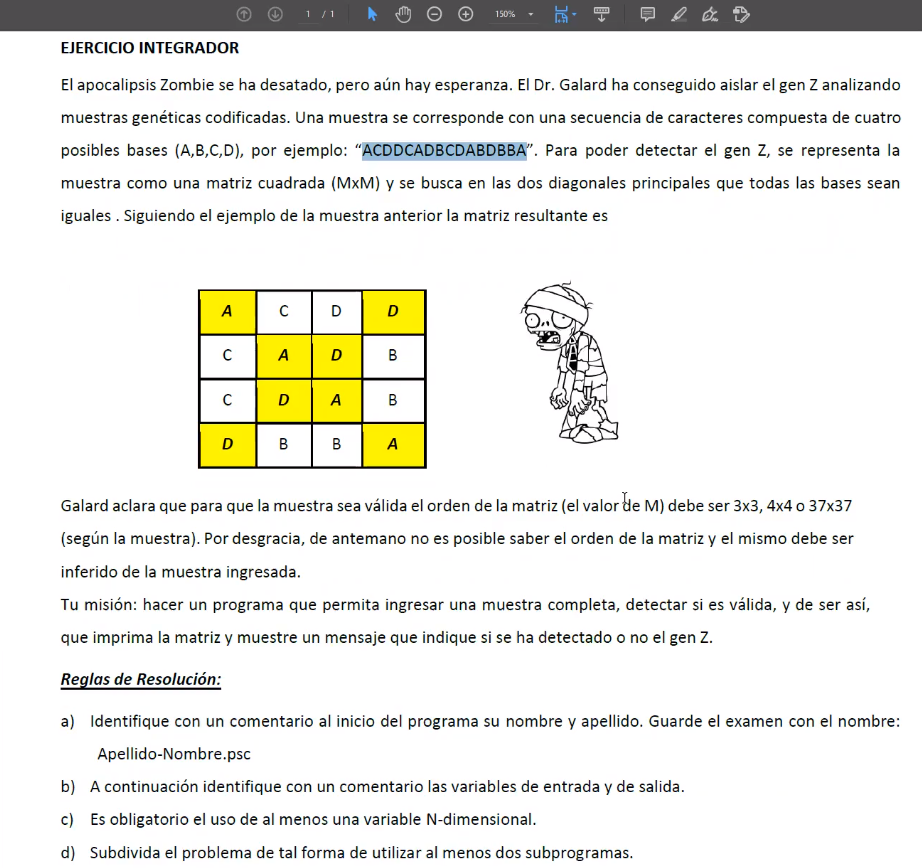 1 / 1 150%
EJERCICIO INTEGRADOR
El apocalipsis Zombie se ha desatado, pero aún hay esperanza. El Dr. Galard ha conseguido aislar el gen Z analizando
muestras genéticas codificadas. Una muestra se corresponde con una secuencia de caracteres compuesta de cuatro
posibles bases (A,B,C,D), por ejemplo: “ACDDCADBCDABDBBA”. Para poder detectar el gen Z, se representa la
muestra como una matriz cuadrada (MxM) y se busca en las dos diagonales principales que todas las bases sean
iguales . Siguiendo el ejemplo de la muestra anterior la matriz resultante es
A C D D
C A D B
C D A B
D B B A
Galard aclara que para que la muestra sea válida el orden de la matriz (el valor de M) debe ser 3x3, 4x4 o 37x37
(según la muestra). Por desgracia, de antemano no es posible saber el orden de la matriz y el mismo debe ser
inferido de la muestra ingresada.
Tu misión: hacer un programa que permita ingresar una muestra completa, detectar si es válida, y de ser así,
que imprima la matriz y muestre un mensaje que indique si se ha detectado o no el gen Z.
Reglas de Resolución:
a) Identifique con un comentario al inicio del programa su nombre y apellido. Guarde el examen con el nombre:
Apellido-Nombre.psc
b) A continuación identifique con un comentario las variables de entrada y de salida.
c) Es obligatorio el uso de al menos una variable N-dimensional.
d) Subdivida el problema de tal forma de utilizar al menos dos subprogramas.